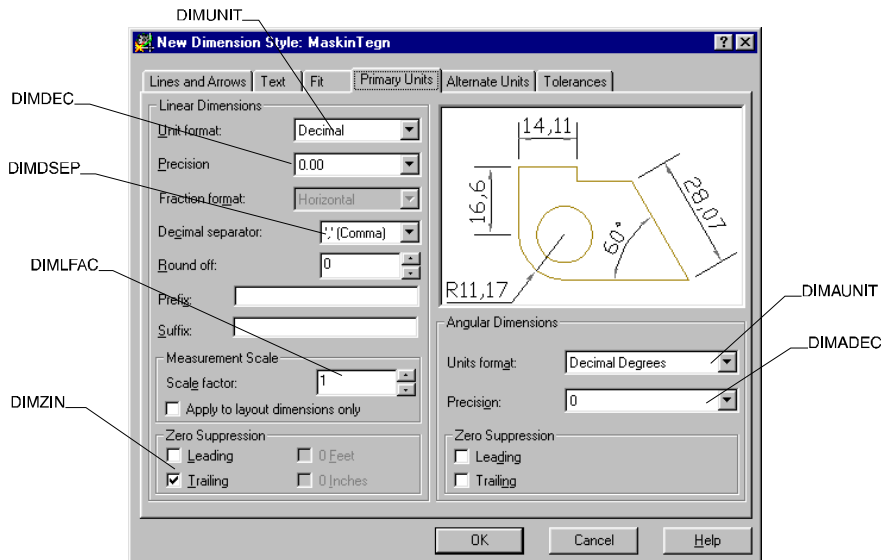 DIMUNIT
New Dimension Style: MaskinTegn
Lines and Arrows Text Fit Primary Units Alternate Units Tolerances
DIMDEC
DIMDSEP
DIMLFAC
DIMZIN
Linear Dimensions
Unit format: Decimal
Precision 0.00
Fraction format: Horizontal
Decimal separator: ',' (Comma)
Round off: 0
Prefix:
Suffix:
Measurement Scale
Scale factor: 1
Apply to layout dimensions only
Zero Suppression
Leading 0 Feet
Trailing 0 Inches
14,11
16,6
28,07
60°
R11,17
DIMAUNIT
DIMADEC
Angular Dimensions
Units format: Decimal Degrees
Precision: 0
Zero Suppression
Leading
Trailing
OK Cancel Help